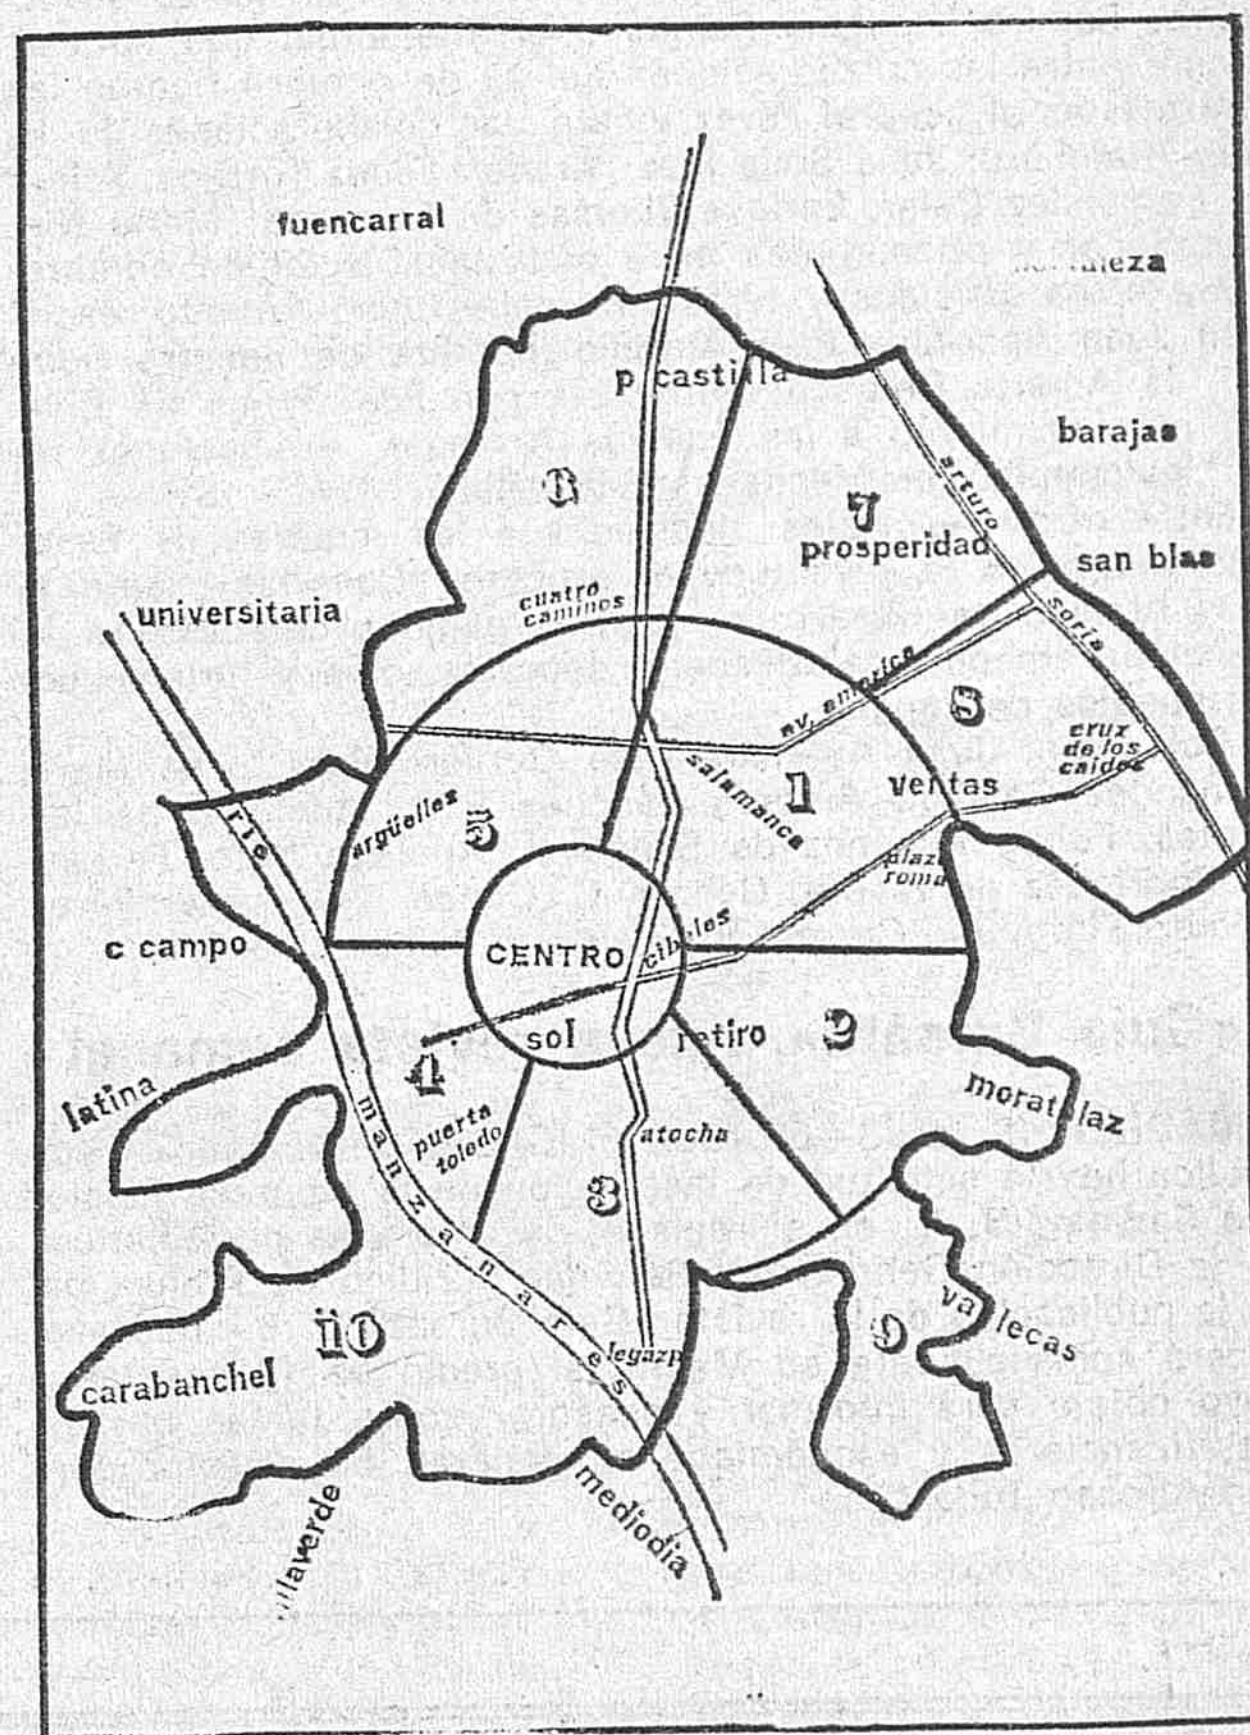 fuencarral
p castilla
barajas
6
7
arturo
prosperidad
san blas
cuatro
caminos
universitaria
soria
av. america
8
cruz
de los
caidos
salamanca
1
ventas
argüelles
5
rio
plaza
roma
c campo
CENTRO
cibeles
sol
retiro
2
4
latina
moratalaz
manzanares
puerta
toledo
atocha
3
vallecas
10
9
legazpi
carabanchel
mediodia